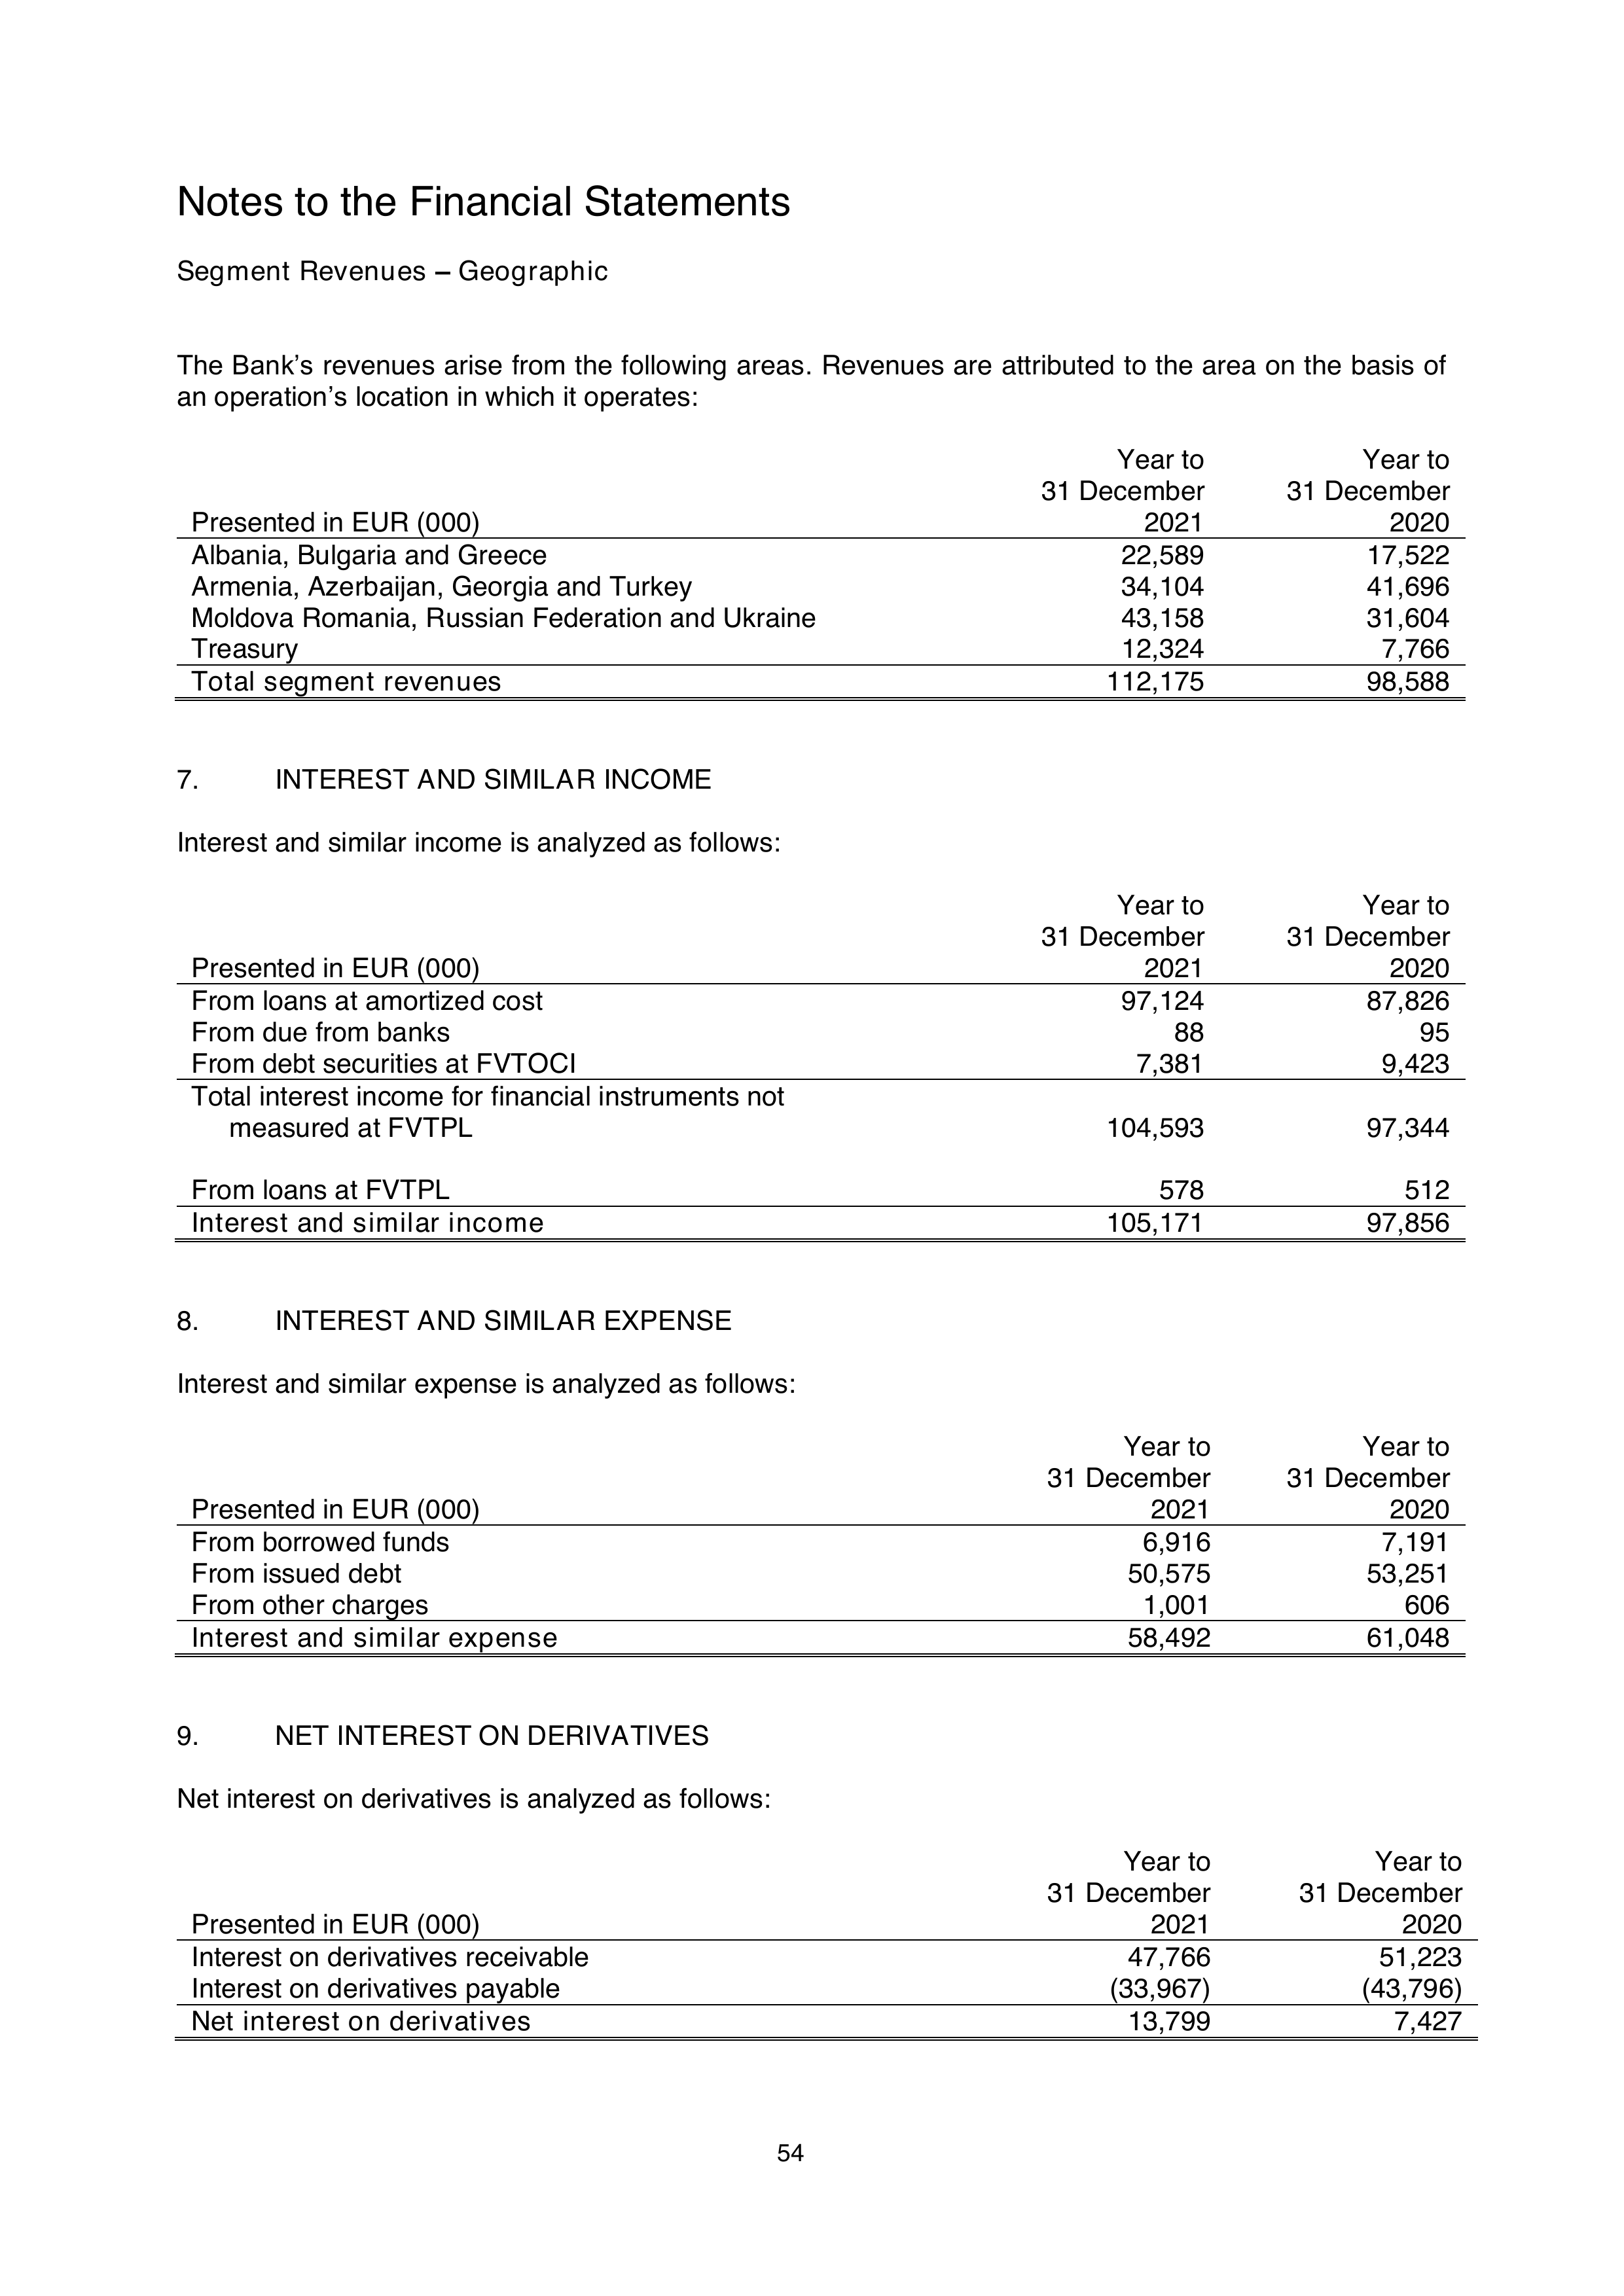 Notes to the Financial Statements
Segment Revenues – Geographic
The Bank's revenues arise from the following areas. Revenues are attributed to the area on the basis of
an operation's location in which it operates:
Year to Year to
31 December 31 December
Presented in EUR (000) 2021 2020
Albania, Bulgaria and Greece 22,589 17,522
Armenia, Azerbaijan, Georgia and Turkey 34,104 41,696
Moldova Romania, Russian Federation and Ukraine 43,158 31,604
Treasury 12,324 7,766
Total segment revenues 112,175 98,588
7. INTEREST AND SIMILAR INCOME
Interest and similar income is analyzed as follows:
Year to Year to
31 December 31 December
Presented in EUR (000) 2021 2020
From loans at amortized cost 97,124 87,826
From due from banks 88 95
From debt securities at FVTOCI 7,381 9,423
Total interest income for financial instruments not
measured at FVTPL 104,593 97,344
From loans at FVTPL 578 512
Interest and similar income 105,171 97,856
8. INTEREST AND SIMILAR EXPENSE
Interest and similar expense is analyzed as follows:
Year to Year to
31 December 31 December
Presented in EUR (000) 2021 2020
From borrowed funds 6,916 7,191
From issued debt 50,575 53,251
From other charges 1,001 606
Interest and similar expense 58,492 61,048
9. NET INTEREST ON DERIVATIVES
Net interest on derivatives is analyzed as follows:
Year to Year to
31 December 31 December
Presented in EUR (000) 2021 2020
Interest on derivatives receivable 47,766 51,223
Interest on derivatives payable (33,967) (43,796)
Net interest on derivatives 13,799 7,427
54